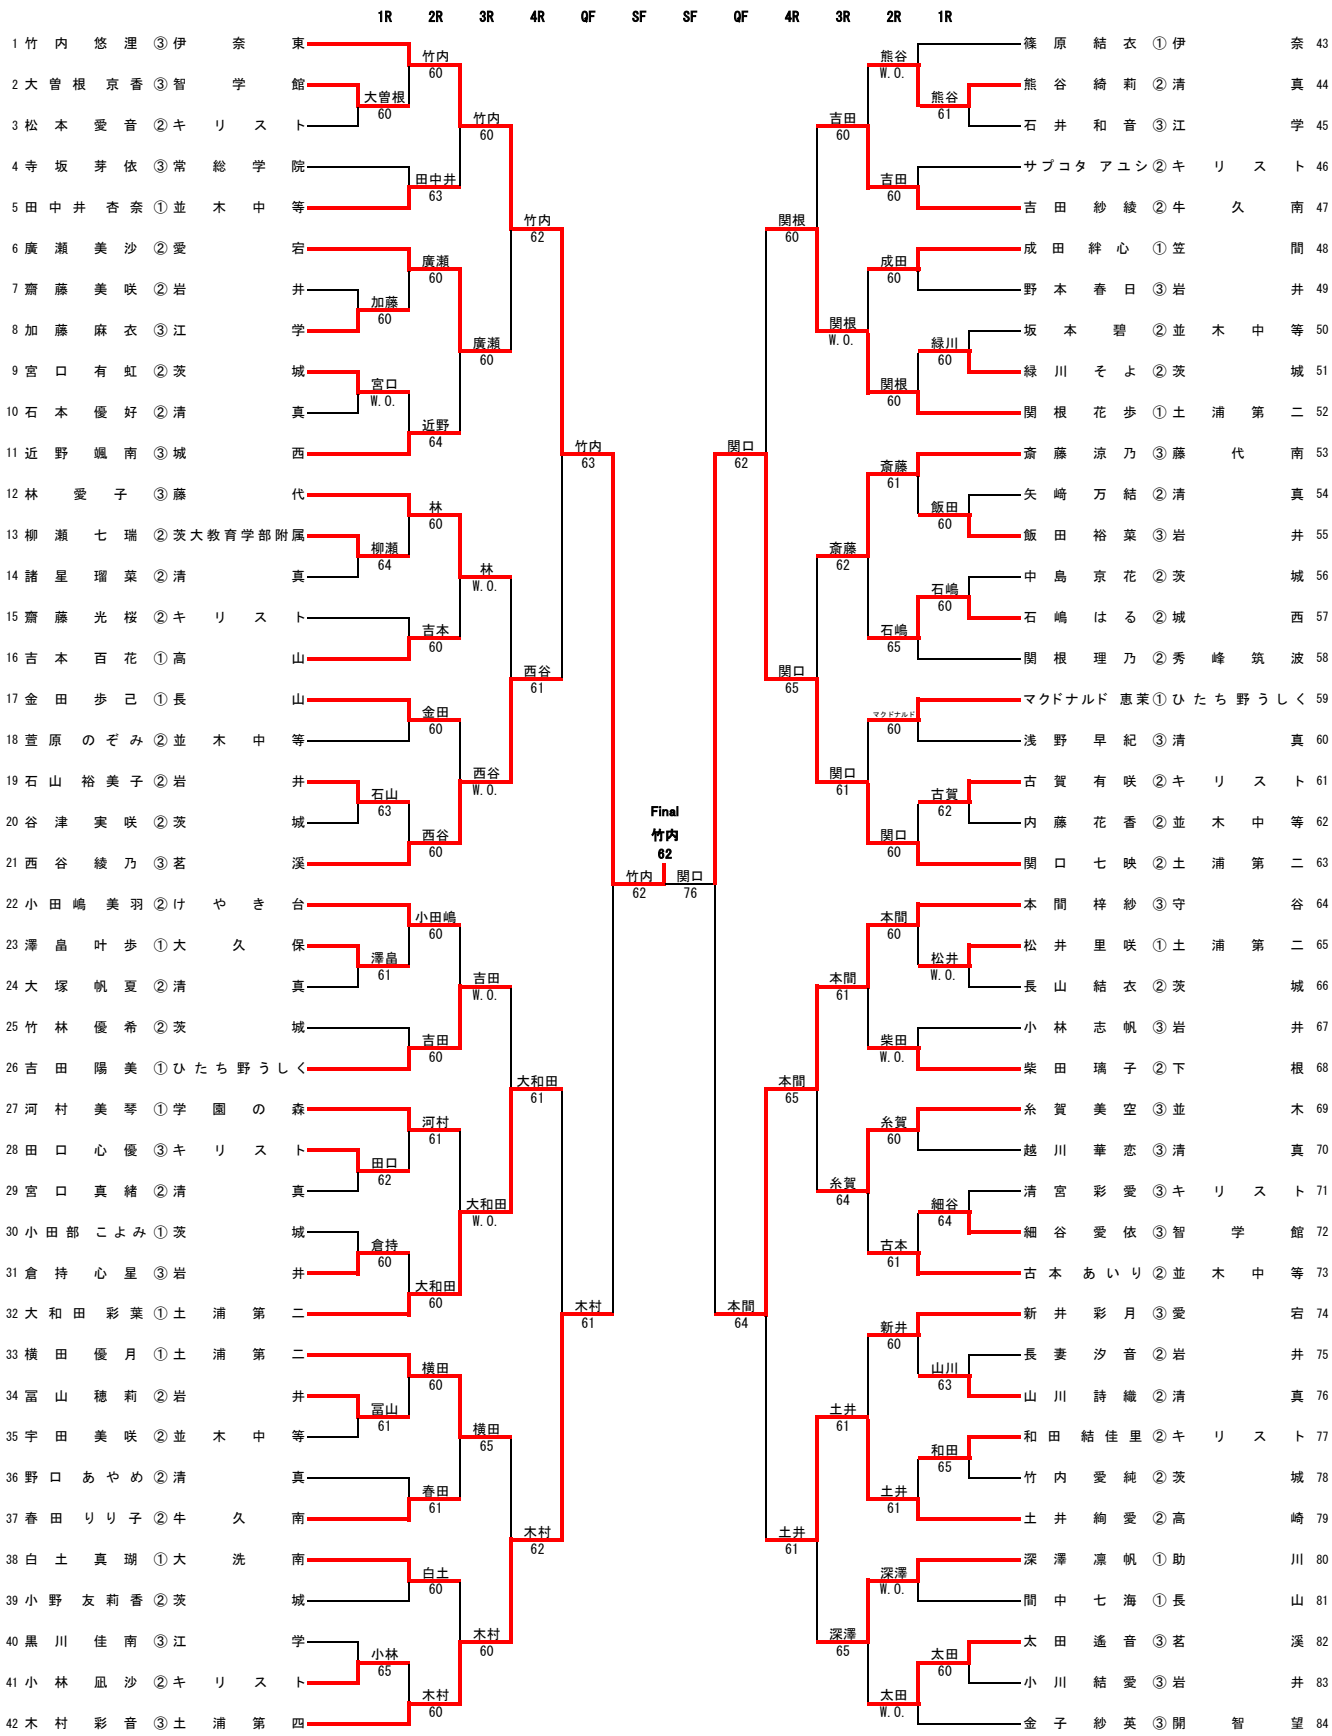 1R 2R 3R 4R QF SF SF QF 4R 3R 2R 1R
1 竹内悠浬 ③ 伊奈東
2 大曽根京香 ③ 智学館
3 松本愛音 ② キリスト
4 寺坂芽依 ③ 常総学院
5 田中井杏奈 ① 並木中等
6 廣瀬美沙 ② 愛宕
7 齋藤美咲 ② 岩井
8 加藤麻衣 ③ 江学
9 宮口有虹 ② 茨城
10 石本優好 ② 清真
11 近野颯南 ③ 城西
12 林愛子 ③ 藤代
13 柳瀬七瑞 ② 茨大教育学部附属
14 諸星瑠菜 ② 清真
15 齋藤光桜 ② キリスト
16 吉本百花 ① 高山
17 金田歩己 ① 長山
18 萱原のぞみ ② 並木中等
19 石山裕美子 ② 岩井
20 谷津実咲 ② 茨城
21 西谷綾乃 ③ 茗溪
22 小田嶋美羽 ② けやき台
23 澤畠叶歩 ① 大久保
24 大塚帆夏 ② 清真
25 竹林優希 ② 茨城
26 吉田陽美 ① ひたち野うしく
27 河村美琴 ① 学園の森
28 田口心優 ③ キリスト
29 宮口真緒 ② 清真
30 小田部こよみ ① 茨城
31 倉持心星 ③ 岩井
32 大和田彩葉 ① 土浦第二
33 横田優月 ① 土浦第二
34 冨山穂莉 ② 岩井
35 宇田美咲 ② 並木中等
36 野口あやめ ② 清真
37 春田りり子 ② 牛久南
38 白土真瑚 ① 大洗南
39 小野友莉香 ② 茨城
40 黒川佳南 ③ 江学
41 小林凪沙 ② キリスト
42 木村彩音 ③ 土浦第四
大曽根 60
加藤 60
宮口 W.O.
柳瀬 64
石山 63
澤畠 61
田口 62
倉持 60
冨山 61
小林 65
竹内 60
田中井 63
廣瀬 60
近野 64
林 60
吉本 60
金田 60
西谷 60
小田嶋 60
吉田 60
河村 61
大和田 60
横田 60
春田 61
白土 60
木村 60
竹内 60
廣瀬 60
林 W.O.
西谷 W.O.
吉田 W.O.
大和田 W.O.
横田 65
木村 60
竹内 62
西谷 61
大和田 61
木村 62
竹内 63
木村 61
竹内 62
Final
竹内
62
関口 76
関口 62
本間 64
関根 60
関口 65
本間 65
土井 61
吉田 60
関根 W.O.
斎藤 62
関口 61
本間 61
糸賀 64
土井 61
深澤 65
熊谷 W.O.
吉田 60
成田 60
関根 60
斎藤 61
石嶋 65
マクドナルド 60
関口 60
本間 60
柴田 W.O.
糸賀 60
古本 61
新井 60
土井 61
深澤 W.O.
太田 W.O.
熊谷 61
緑川 60
飯田 60
石嶋 60
古賀 62
松井 W.O.
細谷 64
山川 63
和田 65
太田 60
篠原結衣 ① 伊奈 43
熊谷綺莉 ② 清真 44
石井和音 ③ 江学 45
サプコタ アユシ ② キリスト 46
吉田紗綾 ② 牛久南 47
成田絆心 ① 笠間 48
野本春日 ③ 岩井 49
坂本碧 ② 並木中等 50
緑川そよ ② 茨城 51
関根花歩 ① 土浦第二 52
斎藤涼乃 ③ 藤代南 53
矢﨑万結 ② 清真 54
飯田裕菜 ③ 岩井 55
中島京花 ② 茨城 56
石嶋はる ② 城西 57
関根理乃 ② 秀峰筑波 58
マクドナルド 恵茉 ① ひたち野うしく 59
浅野早紀 ③ 清真 60
古賀有咲 ② キリスト 61
内藤花香 ② 並木中等 62
関口七映 ② 土浦第二 63
本間梓紗 ③ 守谷 64
松井里咲 ① 土浦第二 65
長山結衣 ② 茨城 66
小林志帆 ③ 岩井 67
柴田璃子 ② 下根 68
糸賀美空 ③ 並木 69
越川華恋 ③ 清真 70
清宮彩愛 ③ キリスト 71
細谷愛依 ③ 智学館 72
古本あいり ② 並木中等 73
新井彩月 ③ 愛宕 74
長妻汐音 ② 岩井 75
山川詩織 ② 清真 76
和田結佳里 ② キリスト 77
竹内愛純 ② 茨城 78
土井絢愛 ② 高崎 79
深澤凛帆 ① 助川 80
間中七海 ① 長山 81
太田遙音 ③ 茗溪 82
小川結愛 ③ 岩井 83
金子紗英 ③ 開智望 84